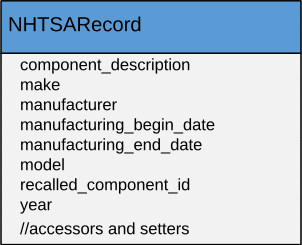 NHTSARecord
component_description
make
manufacturer
manufacturing_begin_date
manufacturing_end_date
model
recalled_component_id
year
//accessors and setters